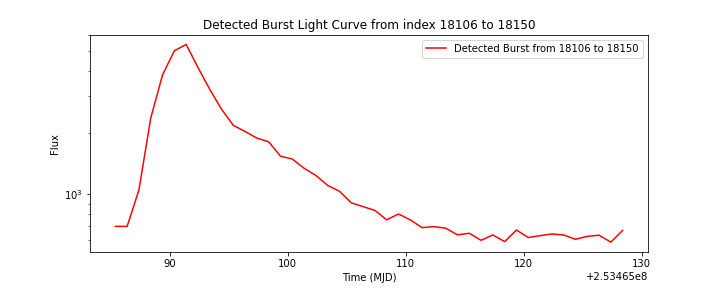 Detected Burst Light Curve from index 18106 to 18150
Detected Burst from 18106 to 18150
Flux
10³
90 100 110 120 130
Time (MJD)
+2.53465e8